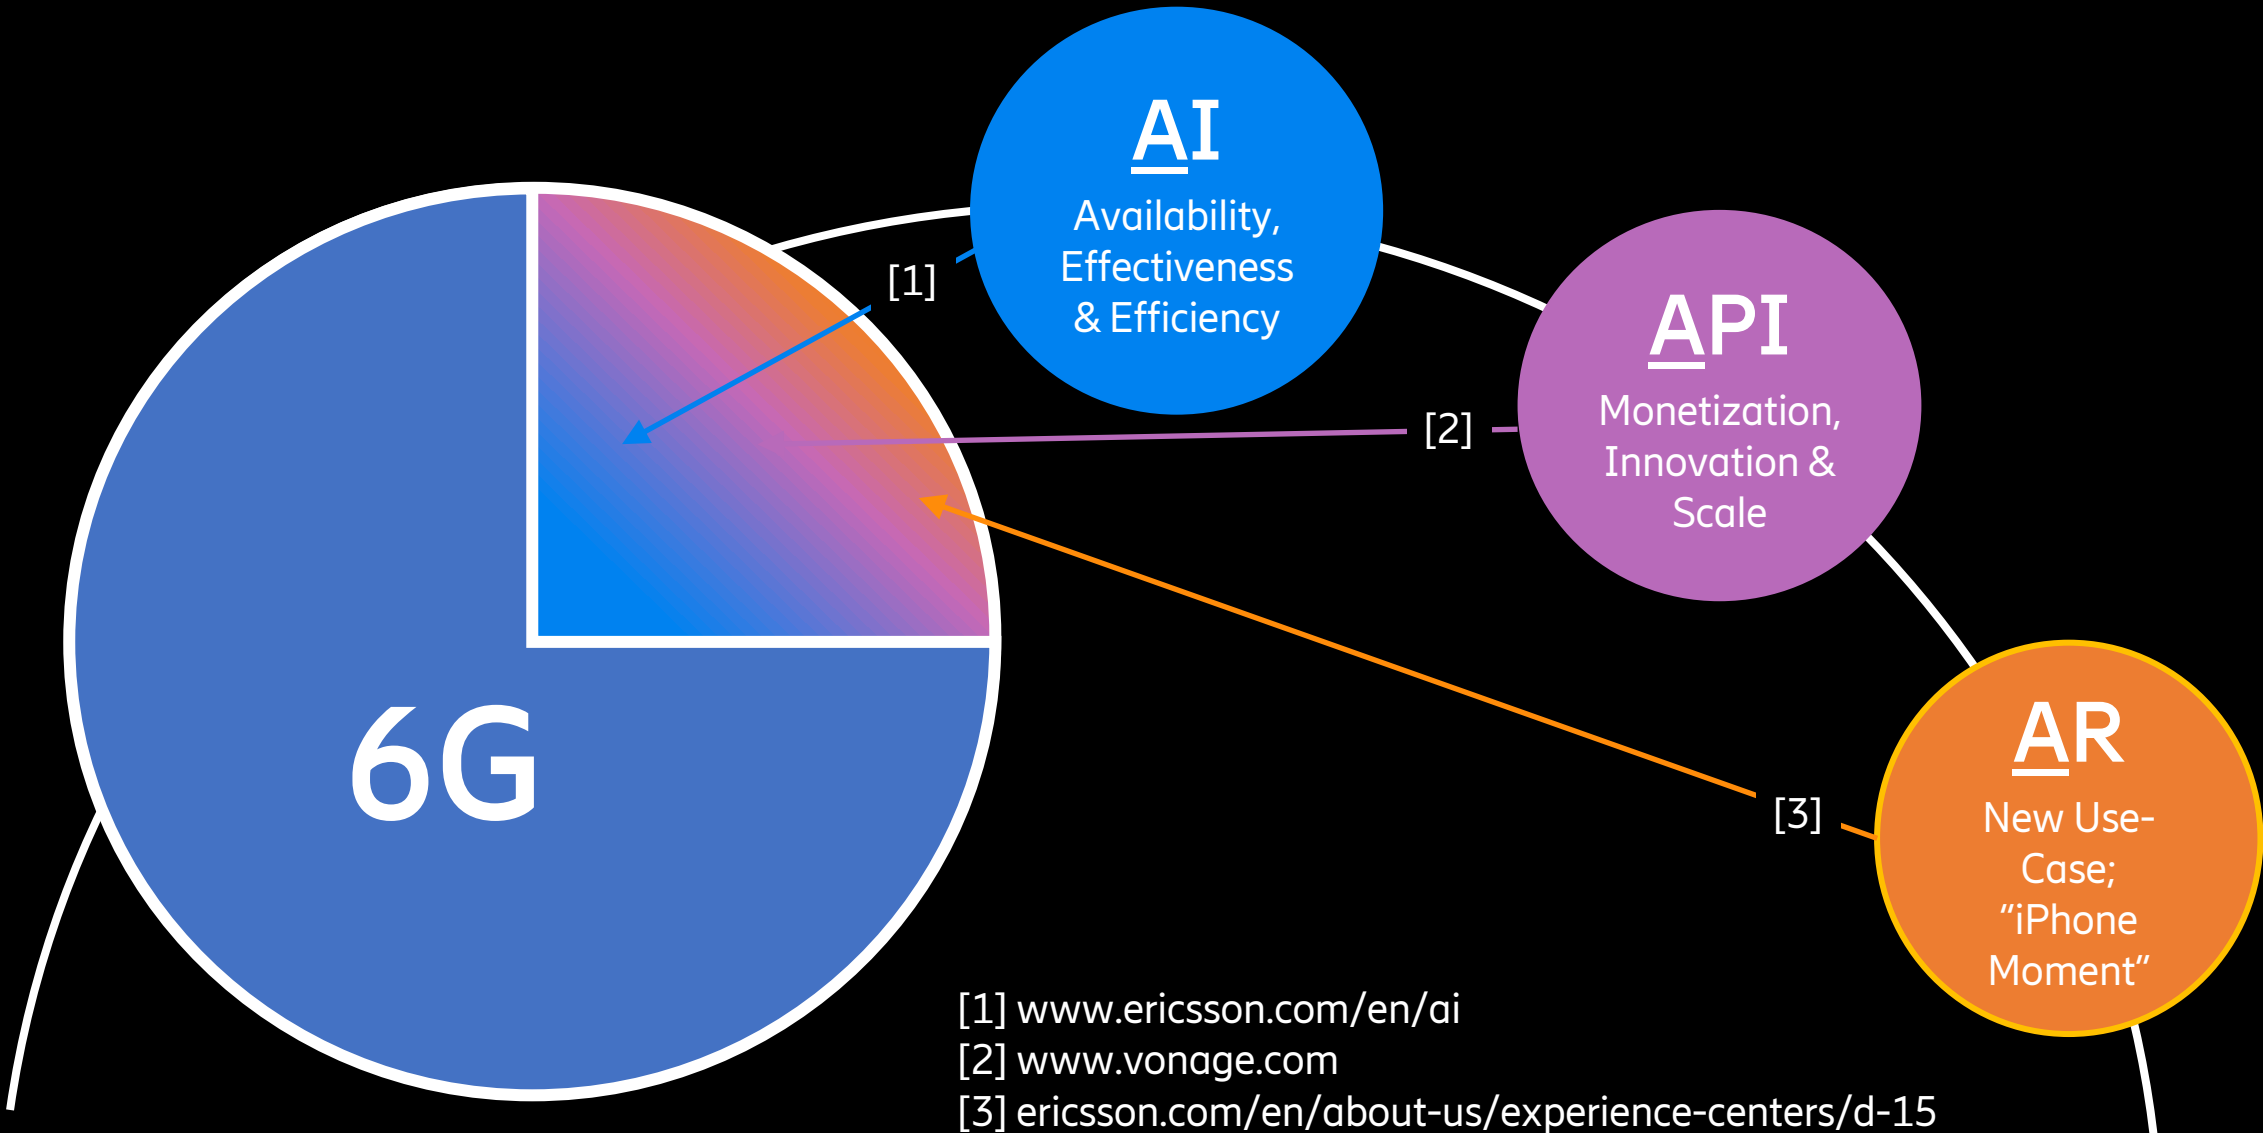 AI
Availability,
Effectiveness
& Efficiency
[1]
API
Monetization,
Innovation &
Scale
[2]
6G
AR
New Use-
Case;
“iPhone
Moment”
[3]
[1] www.ericsson.com/en/ai
[2] www.vonage.com
[3] ericsson.com/en/about-us/experience-centers/d-15